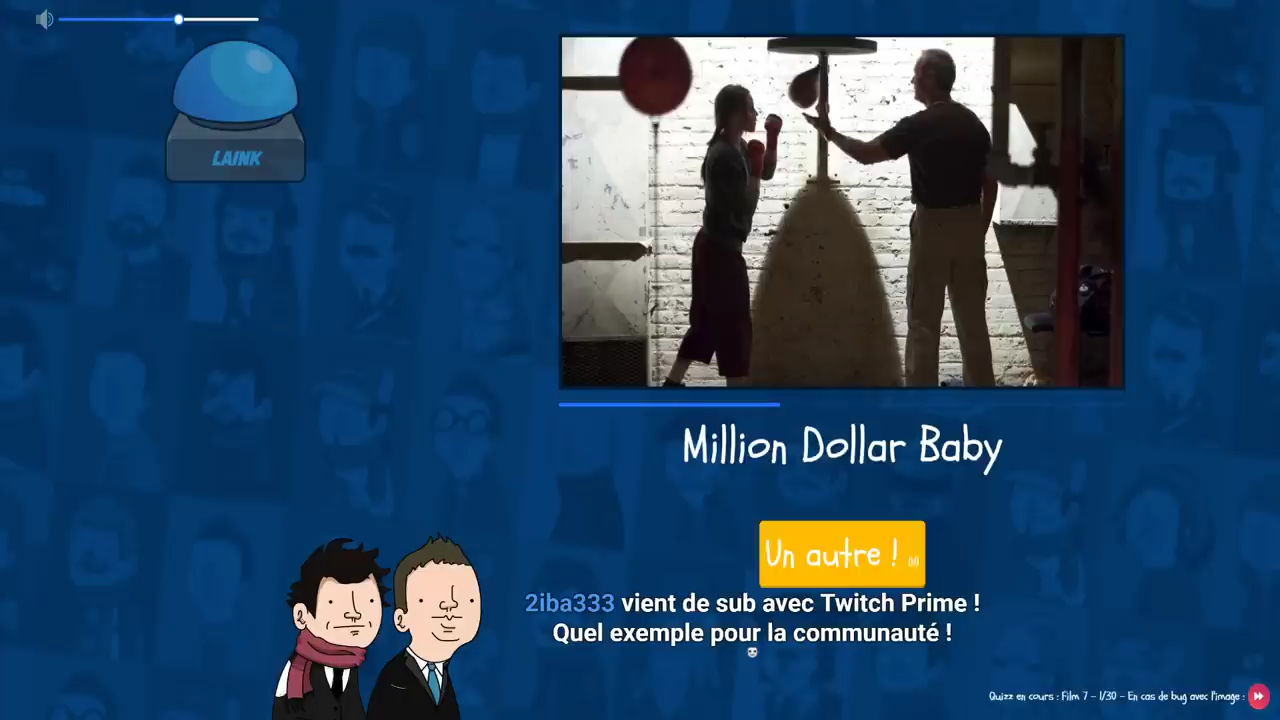 LAINK
Million Dollar Baby
Un autre !
2iba333 vient de sub avec Twitch Prime !
Quel exemple pour la communauté !
Quizz en cours : Film 7 - 1/30 - En cas de bug avec l'image :